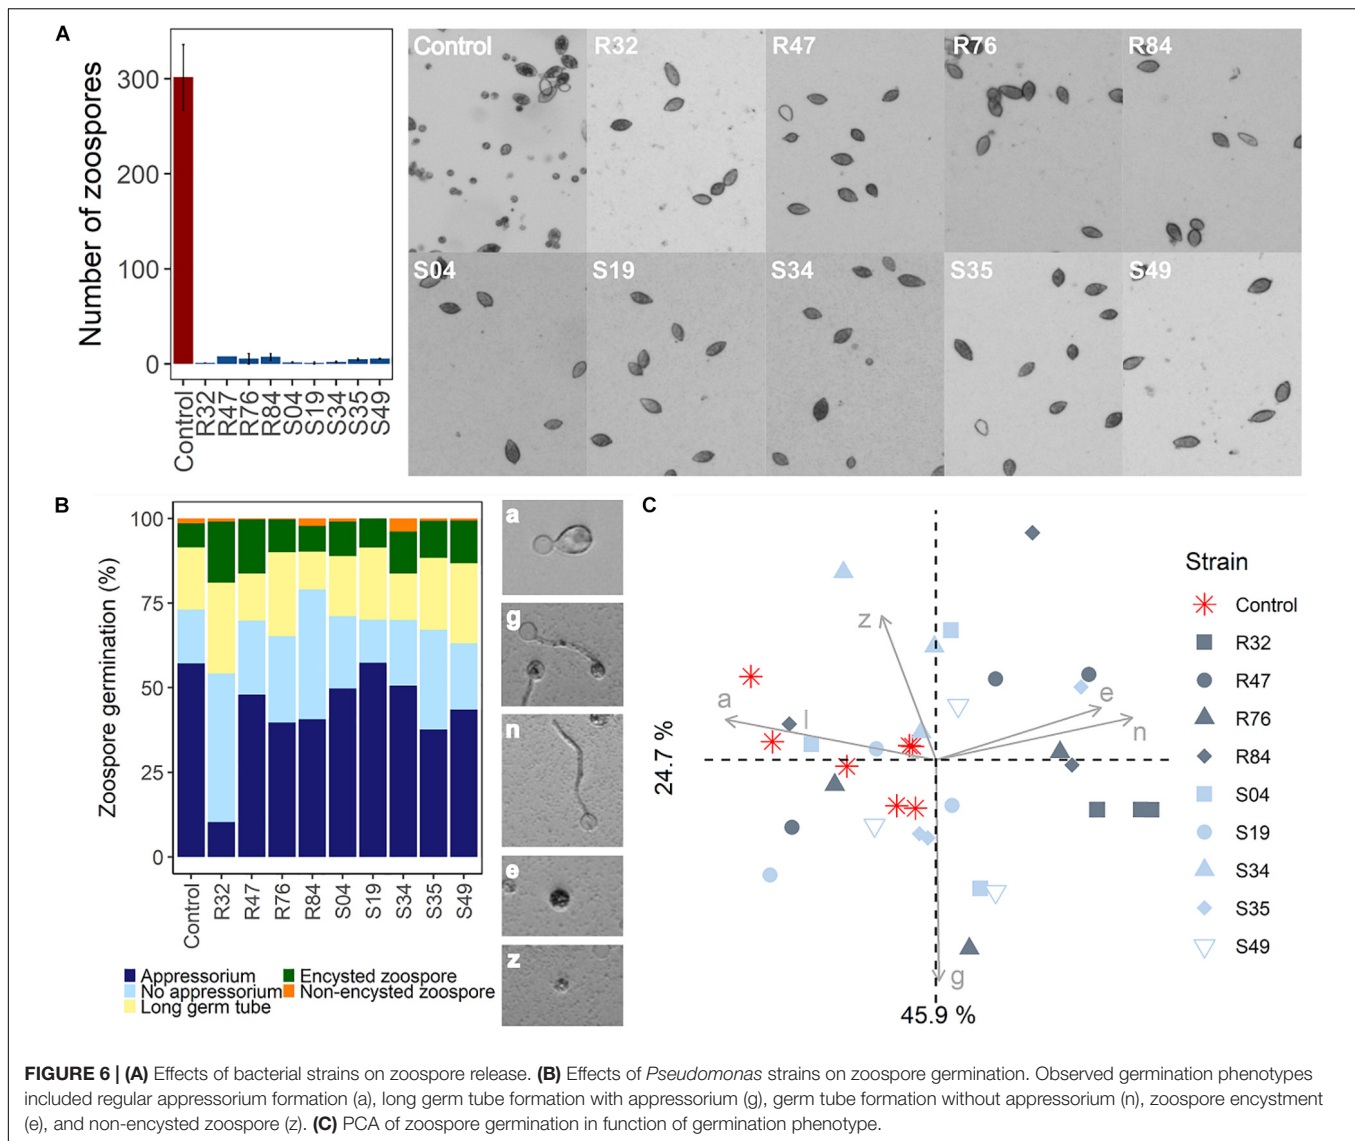 A
Number of zoospores
300
200
100
0
Control
R32
R47
R76
R84
S04
S19
S34
S35
S49
Control
R32
R47
R76
R84
S04
S19
S34
S35
S49
B
Zoospore germination (%)
100
75
50
25
0
Control
R32
R47
R76
R84
S04
S19
S34
S35
S49
Appressorium
No appressorium
Long germ tube
Encysted zoospore
Non-encysted zoospore
a
g
n
e
z
C
24.7 %
45.9 %
z
a
l
e
n
g
Strain
Control
R32
R47
R76
R84
S04
S19
S34
S35
S49
FIGURE 6 | (A) Effects of bacterial strains on zoospore release. (B) Effects of Pseudomonas strains on zoospore germination. Observed germination phenotypes
included regular appressorium formation (a), long germ tube formation with appressorium (g), germ tube formation without appressorium (n), zoospore encystment
(e), and non-encysted zoospore (z). (C) PCA of zoospore germination in function of germination phenotype.